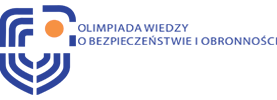 OLIMPIADA WIEDZY
O BEZPIECZEŃSTWIE I OBRONNOŚCI